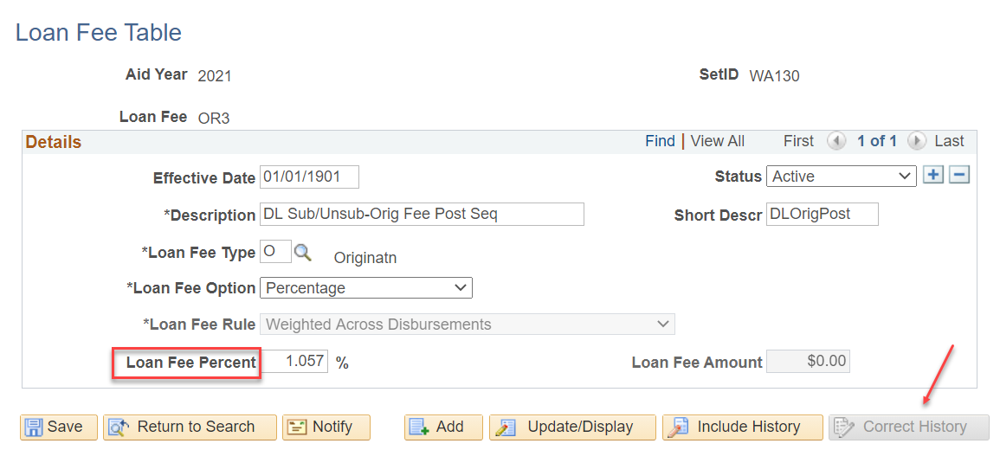 Loan Fee Table
Aid Year 2021 SetID WA130
Loan Fee OR3
Details Find | View All First 1 of 1 Last
Effective Date 01/01/1901 Status Active
*Description DL Sub/Unsub-Orig Fee Post Seq Short Descr DLOrigPost
*Loan Fee Type O Originatn
*Loan Fee Option Percentage
*Loan Fee Rule Weighted Across Disbursements
Loan Fee Percent 1.057 % Loan Fee Amount $0.00
Save Return to Search Notify Add Update/Display Include History Correct History